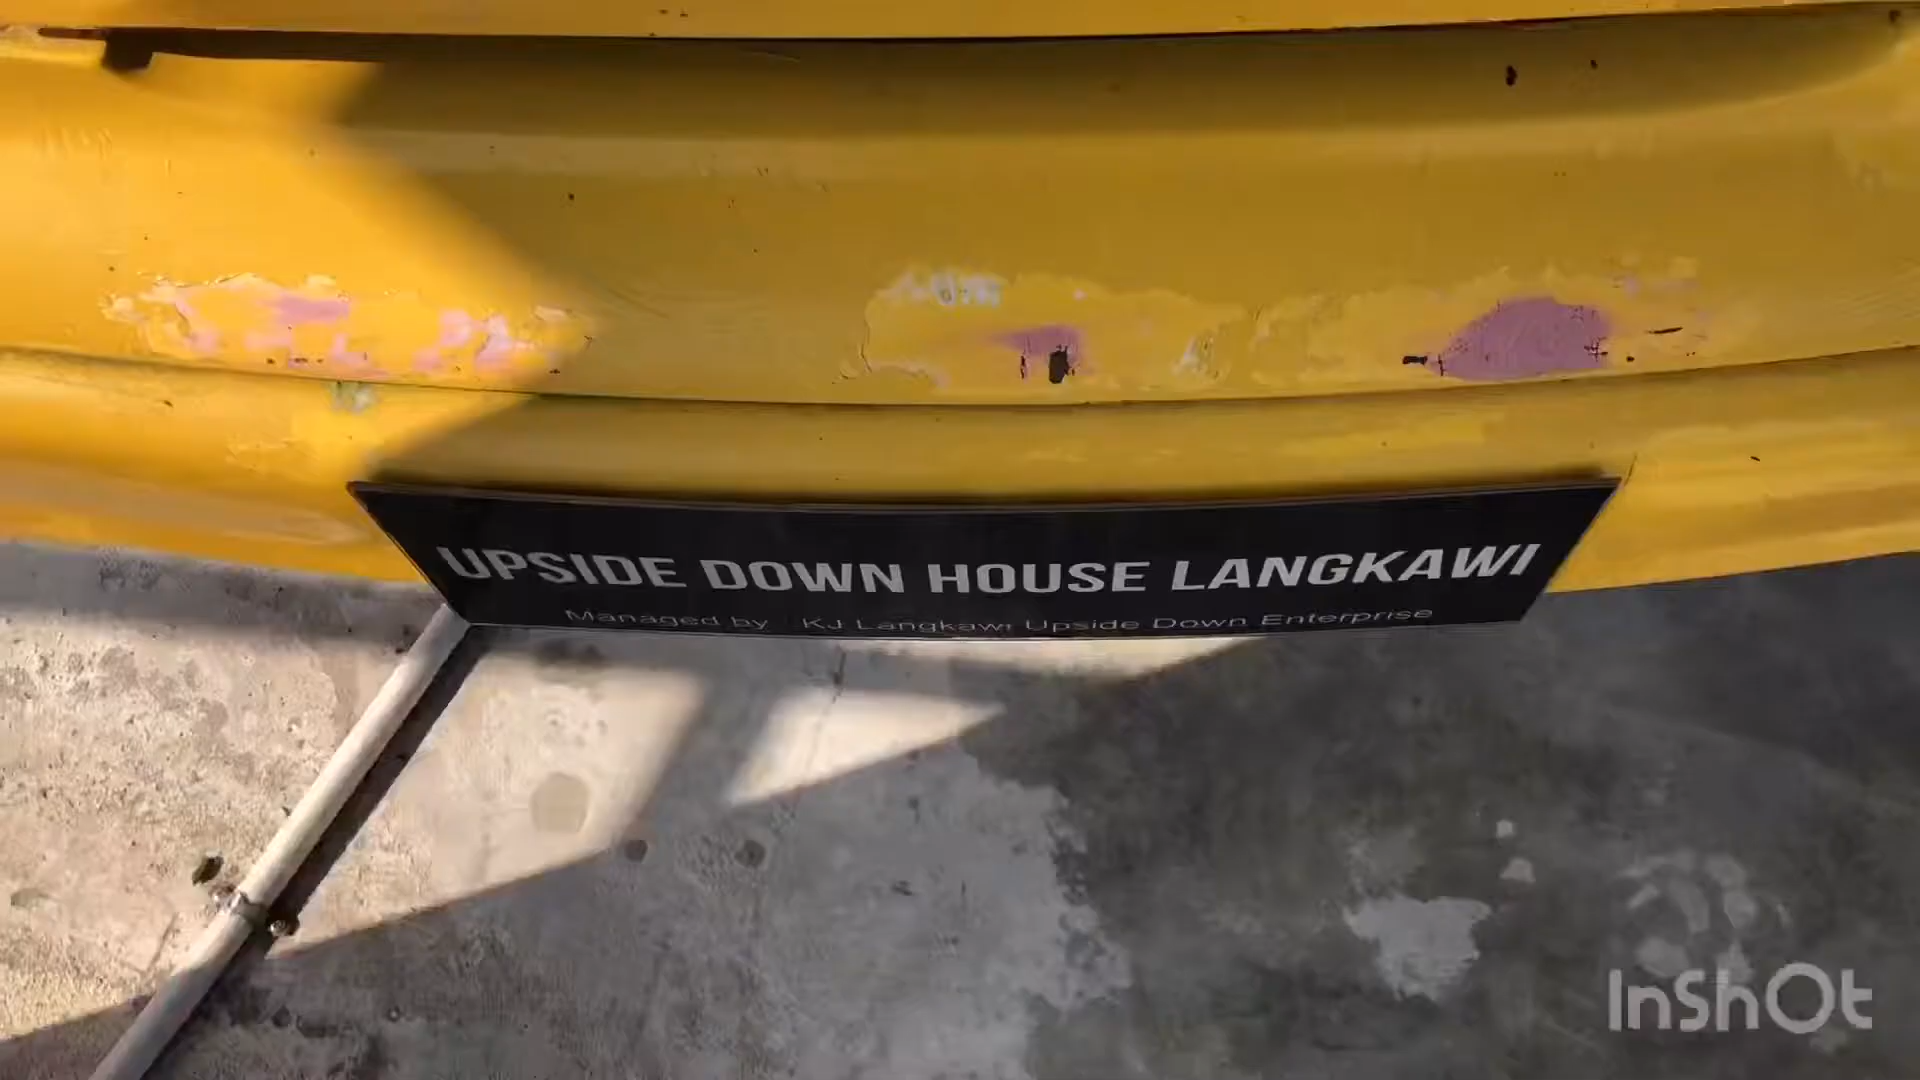 UPSIDE DOWN HOUSE LANGKAWI
Managed by KJ Langkawi Upside Down Enterprise
InShOt